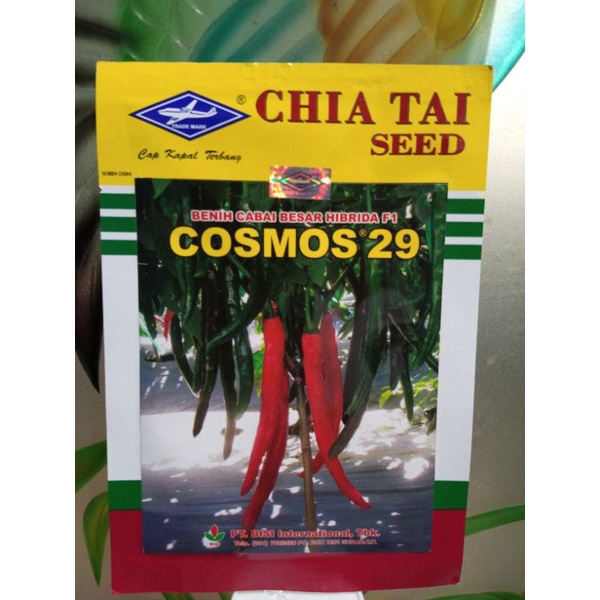 CHIA TAI
SEED
®
TRADE MARK
Cap Kapal Terbang
BENIH CABAI BESAR HIBRIDA F1
COSMOS® 29
PT. BISI International, Tbk.